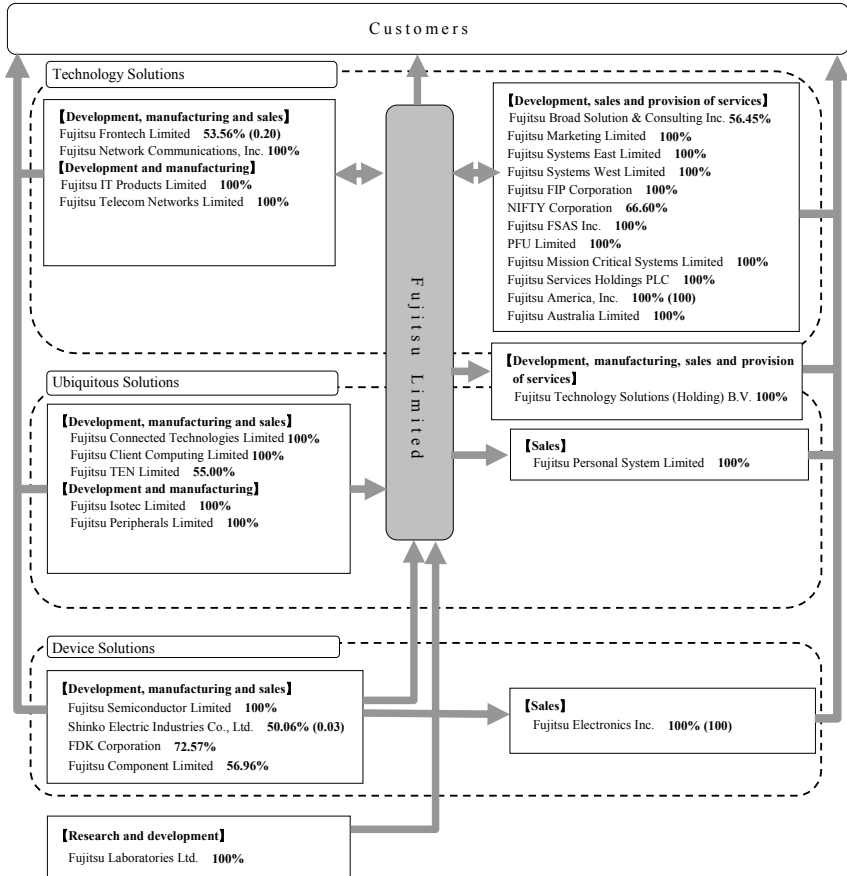 Customers
Technology Solutions
【Development, manufacturing and sales】
Fujitsu Frontech Limited 53.56% (0.20)
Fujitsu Network Communications, Inc. 100%
【Development and manufacturing】
Fujitsu IT Products Limited 100%
Fujitsu Telecom Networks Limited 100%
【Development, sales and provision of services】
Fujitsu Broad Solution & Consulting Inc. 56.45%
Fujitsu Marketing Limited 100%
Fujitsu Systems East Limited 100%
Fujitsu Systems West Limited 100%
Fujitsu FIP Corporation 100%
NIFTY Corporation 66.60%
Fujitsu FSAS Inc. 100%
PFU Limited 100%
Fujitsu Mission Critical Systems Limited 100%
Fujitsu Services Holdings PLC 100%
Fujitsu America, Inc. 100% (100)
Fujitsu Australia Limited 100%
Fujitsu Limited
【Development, manufacturing, sales and provision
of services】
Fujitsu Technology Solutions (Holding) B.V. 100%
Ubiquitous Solutions
【Development, manufacturing and sales】
Fujitsu Connected Technologies Limited 100%
Fujitsu Client Computing Limited 100%
Fujitsu TEN Limited 55.00%
【Development and manufacturing】
Fujitsu Isotec Limited 100%
Fujitsu Peripherals Limited 100%
【Sales】
Fujitsu Personal System Limited 100%
Device Solutions
【Development, manufacturing and sales】
Fujitsu Semiconductor Limited 100%
Shinko Electric Industries Co., Ltd. 50.06% (0.03)
FDK Corporation 72.57%
Fujitsu Component Limited 56.96%
【Sales】
Fujitsu Electronics Inc. 100% (100)
【Research and development】
Fujitsu Laboratories Ltd. 100%